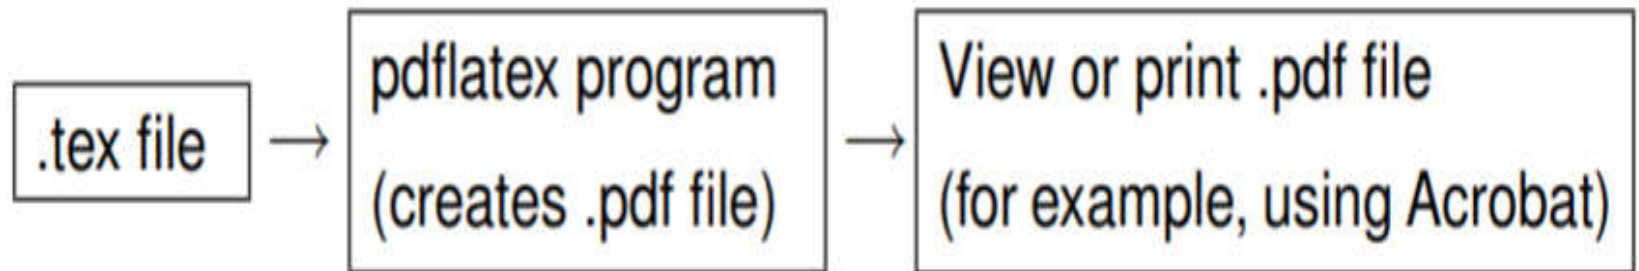 .tex file
pdflatex program
(creates .pdf file)
View or print .pdf file
(for example, using Acrobat)